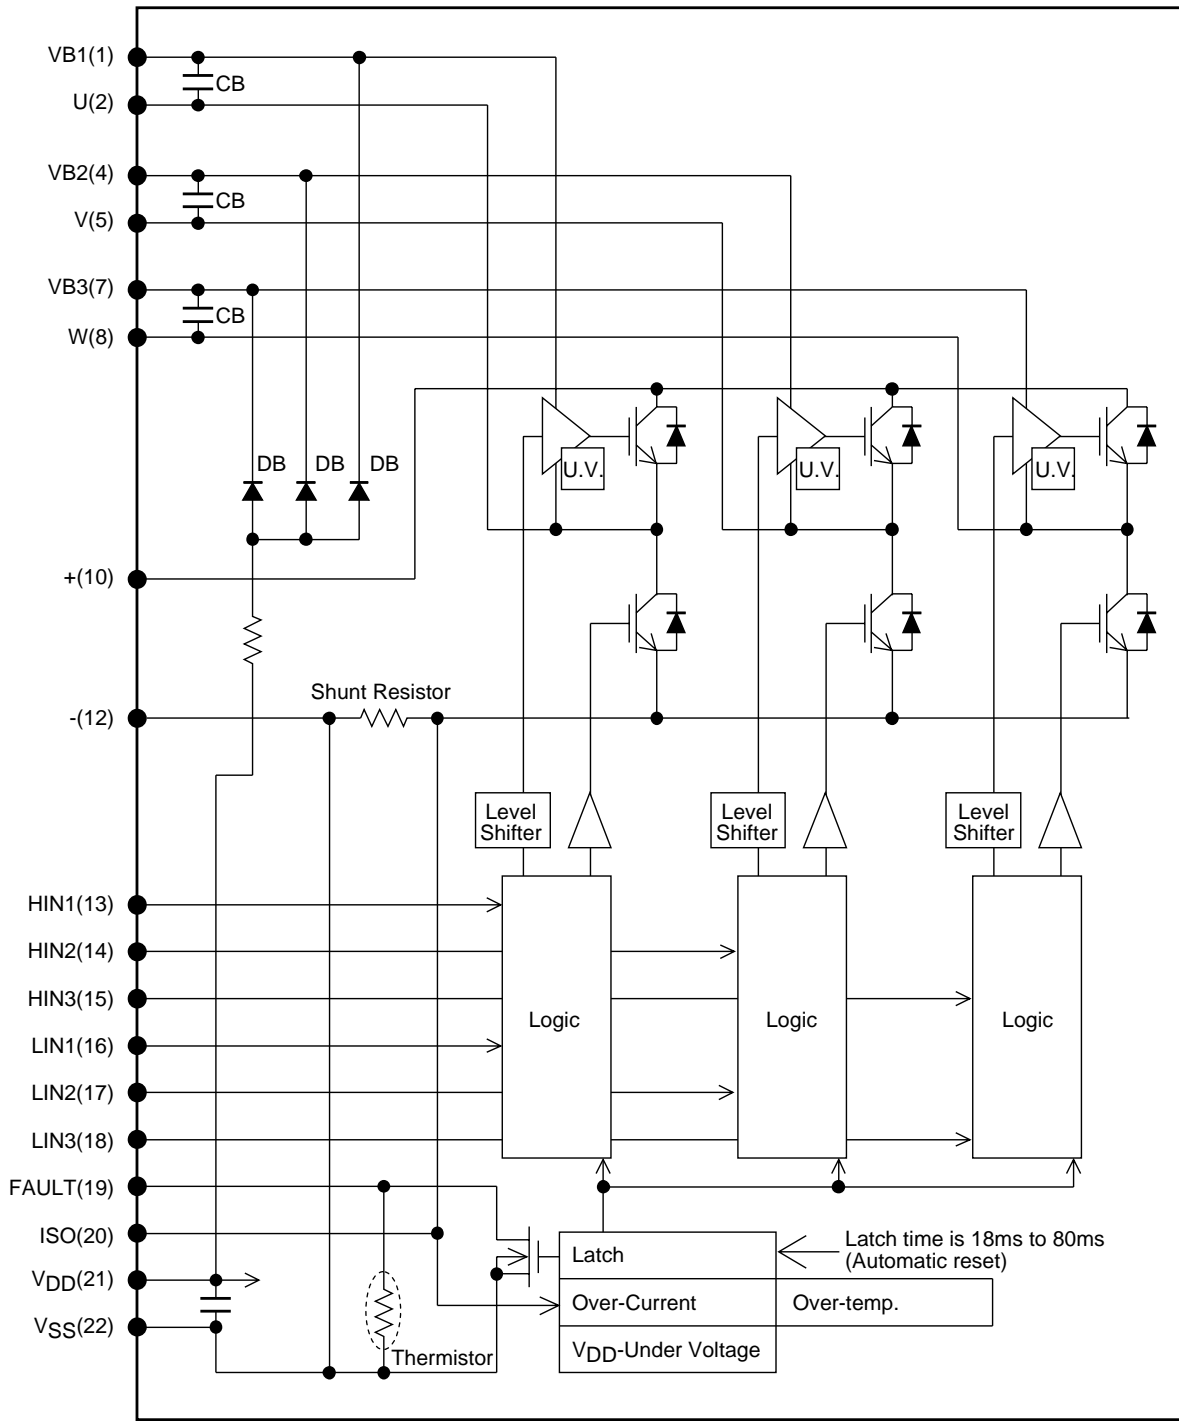 VB1(1)
CB
U(2)
VB2(4)
CB
V(5)
VB3(7)
CB
W(8)
DB DB DB
U.V. U.V. U.V.
+(10)
Shunt Resistor
-(12)
Level
Shifter
Level
Shifter
Level
Shifter
HIN1(13)
HIN2(14)
HIN3(15)
Logic Logic Logic
LIN1(16)
LIN2(17)
LIN3(18)
FAULT(19)
ISO(20)
Latch
Latch time is 18ms to 80ms
(Automatic reset)
VDD(21)
Over-Current Over-temp.
VSS(22)
Thermistor
VDD-Under Voltage